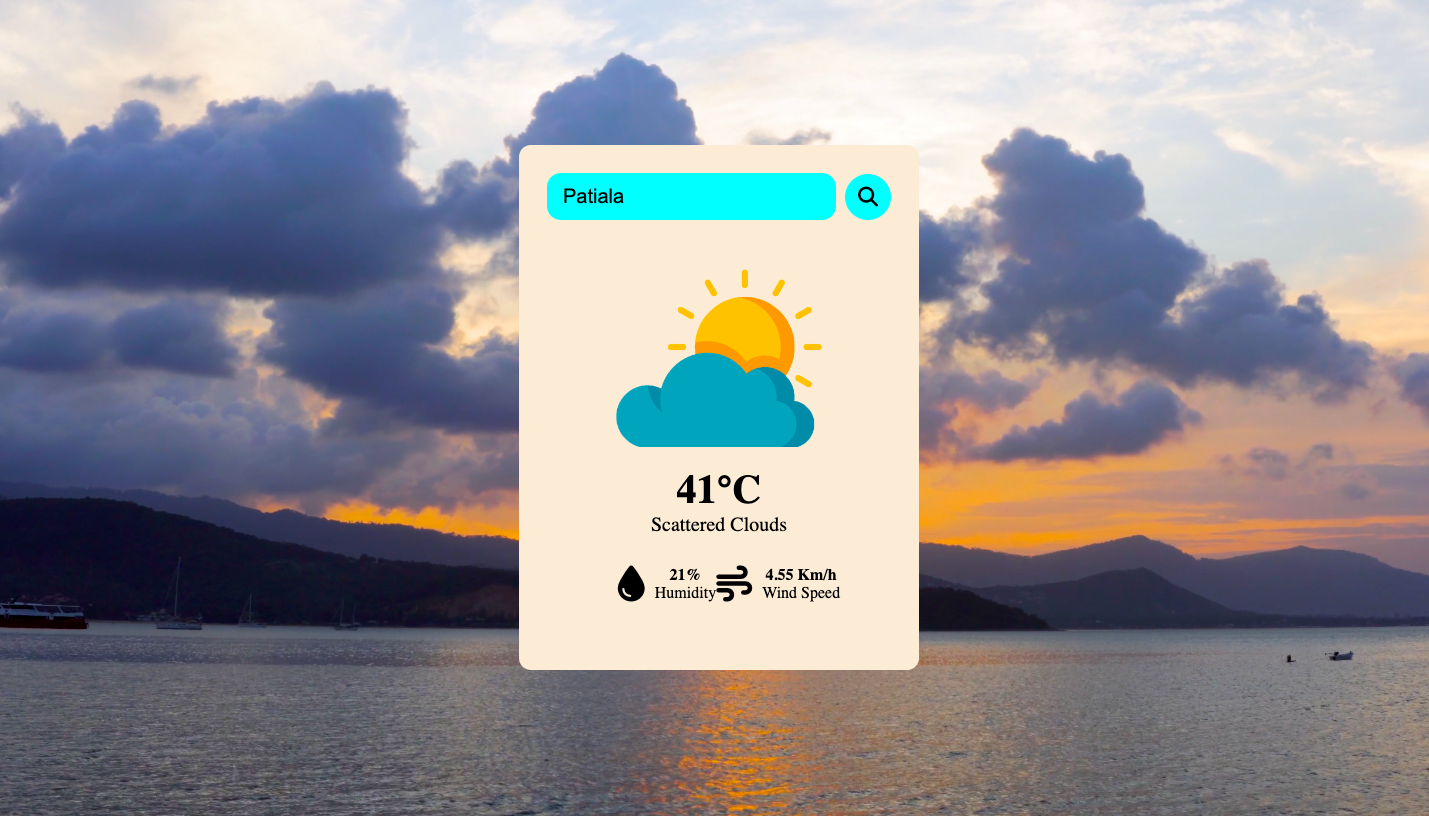 Patiala
41°C
Scattered Clouds
21%
Humidity
4.55 Km/h
Wind Speed